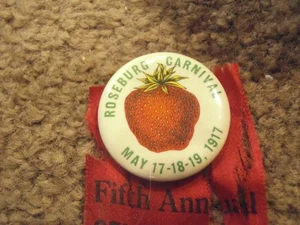 ROSEBURG CARNIVAL
MAY 17-18-19, 1917
Fifth Annual